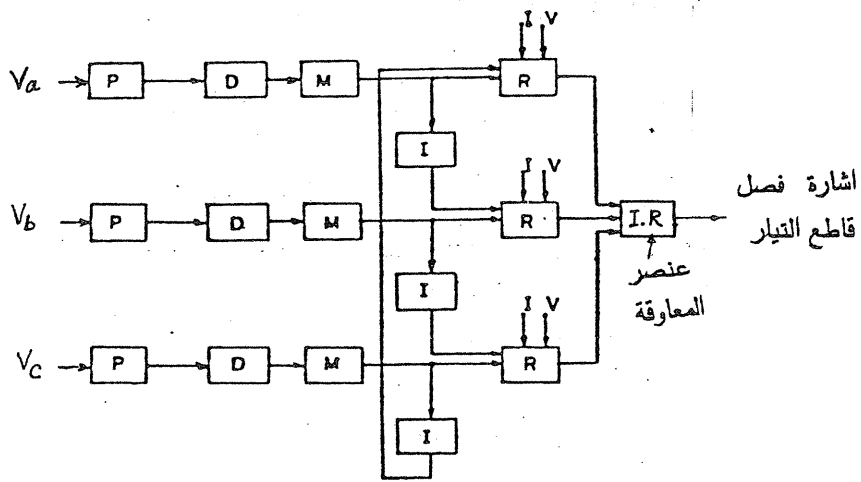 I V
Va P D M R
I
I V
Vb P D M R I.R
اشارة فصل
قاطع التيار
عنصر
المعاوقة
I
I V
Vc P D M R
I